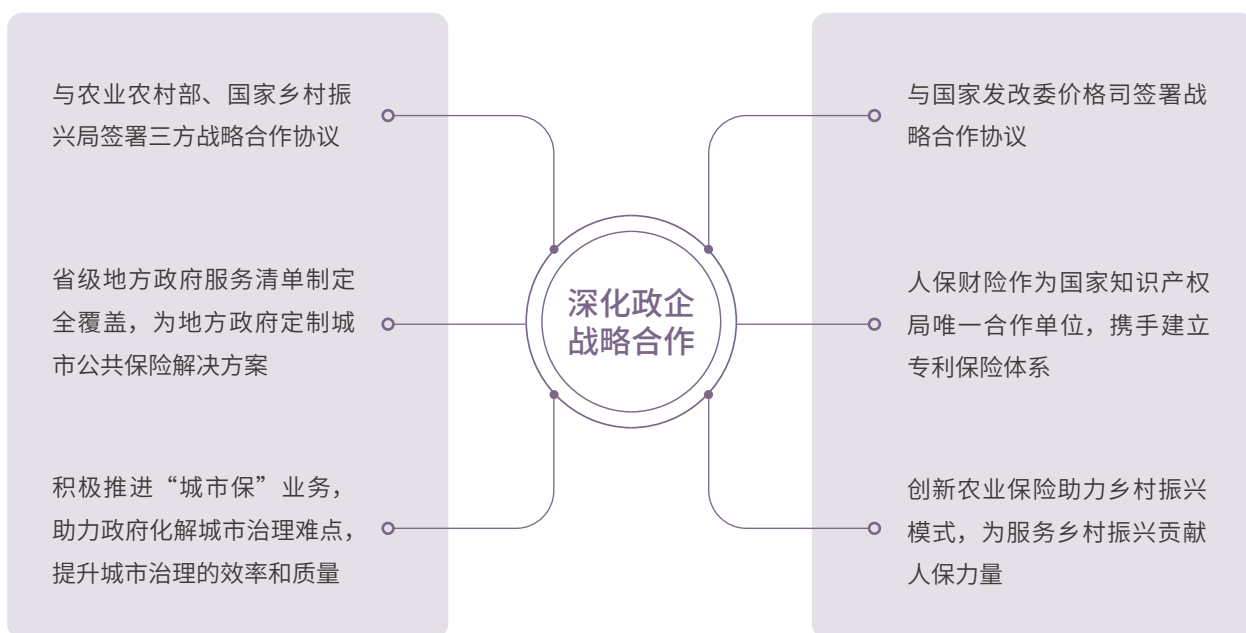 与农业农村部、国家乡村振
兴局签署三方战略合作协议
省级地方政府服务清单制定
全覆盖，为地方政府定制城
市公共保险解决方案
积极推进“城市保”业务，
助力政府化解城市治理难点，
提升城市治理的效率和质量
深化政企
战略合作
与国家发改委价格司签署战
略合作协议
人保财险作为国家知识产权
局唯一合作单位，携手建立
专利保险体系
创新农业保险助力乡村振兴
模式，为服务乡村振兴贡献
人保力量